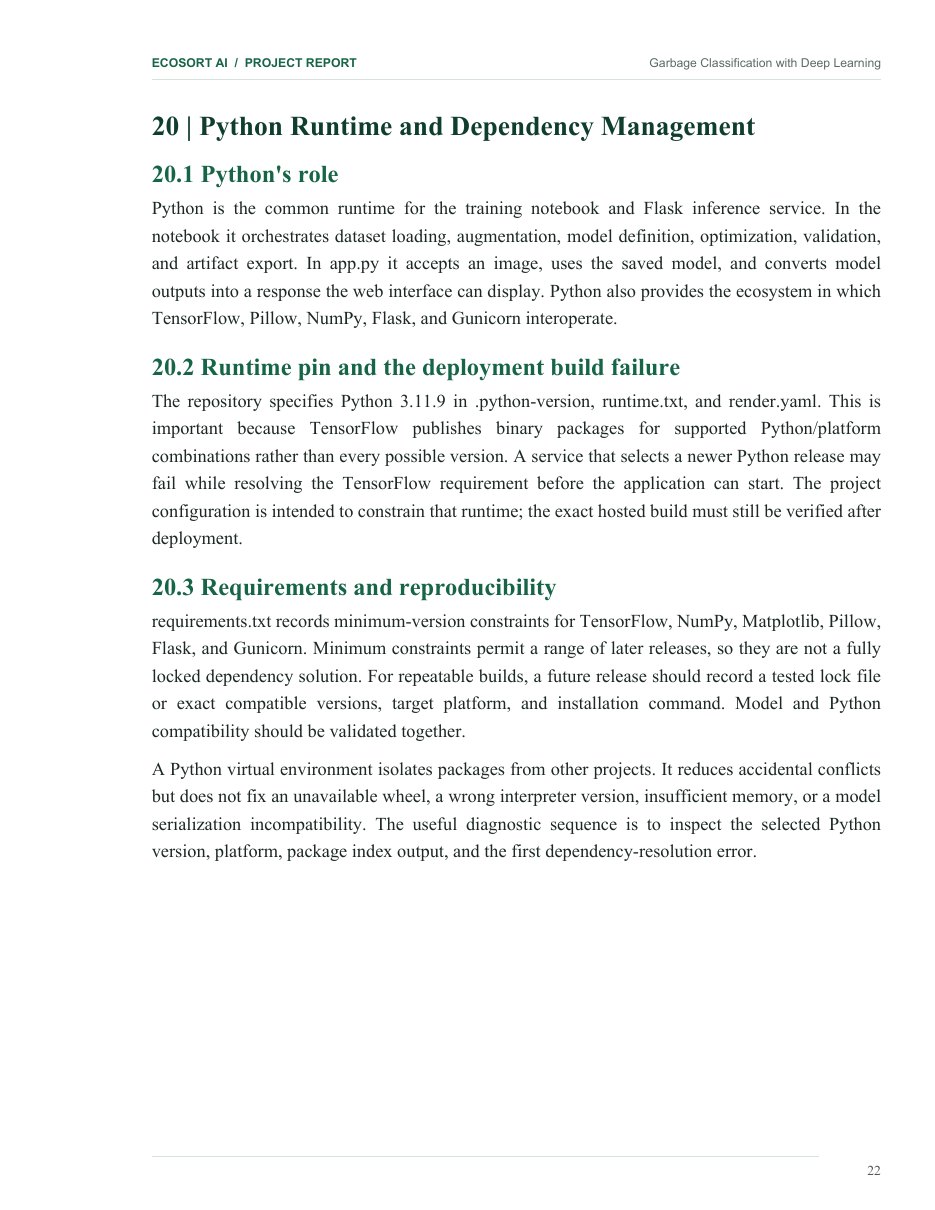 ECOSORT AI / PROJECT REPORT
Garbage Classification with Deep Learning
20 | Python Runtime and Dependency Management
20.1 Python's role
Python is the common runtime for the training notebook and Flask inference service. In the
notebook it orchestrates dataset loading, augmentation, model definition, optimization, validation,
and artifact export. In app.py it accepts an image, uses the saved model, and converts model
outputs into a response the web interface can display. Python also provides the ecosystem in which
TensorFlow, Pillow, NumPy, Flask, and Gunicorn interoperate.
20.2 Runtime pin and the deployment build failure
The repository specifies Python 3.11.9 in .python-version, runtime.txt, and render.yaml. This is
important because TensorFlow publishes binary packages for supported Python/platform
combinations rather than every possible version. A service that selects a newer Python release may
fail while resolving the TensorFlow requirement before the application can start. The project
configuration is intended to constrain that runtime; the exact hosted build must still be verified after
deployment.
20.3 Requirements and reproducibility
requirements.txt records minimum-version constraints for TensorFlow, NumPy, Matplotlib, Pillow,
Flask, and Gunicorn. Minimum constraints permit a range of later releases, so they are not a fully
locked dependency solution. For repeatable builds, a future release should record a tested lock file
or exact compatible versions, target platform, and installation command. Model and Python
compatibility should be validated together.
A Python virtual environment isolates packages from other projects. It reduces accidental conflicts
but does not fix an unavailable wheel, a wrong interpreter version, insufficient memory, or a model
serialization incompatibility. The useful diagnostic sequence is to inspect the selected Python
version, platform, package index output, and the first dependency-resolution error.
22